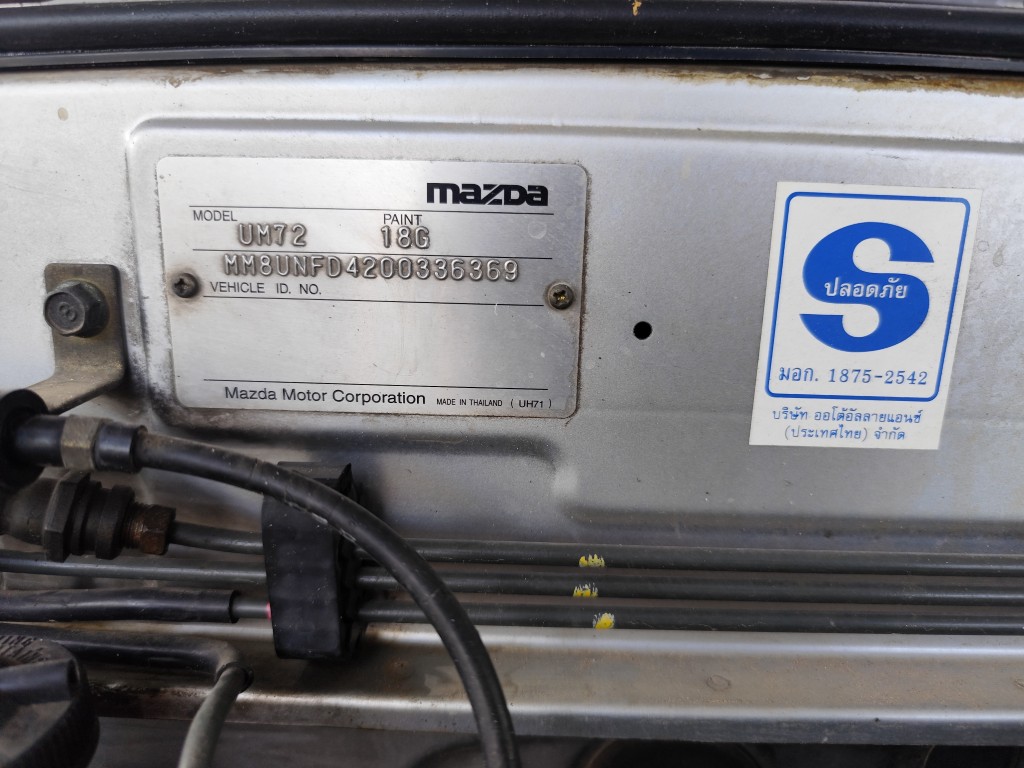 mazda
MODEL PAINT
UM72 18G
MM8UNFD4200336369
VEHICLE ID. NO.
Mazda Motor Corporation MADE IN THAILAND ( UH71 )
S
ปลอดภัย
มอก. 1875-2542
บริษัท ออโต้อัลลายแอนซ์
(ประเทศไทย) จำกัด